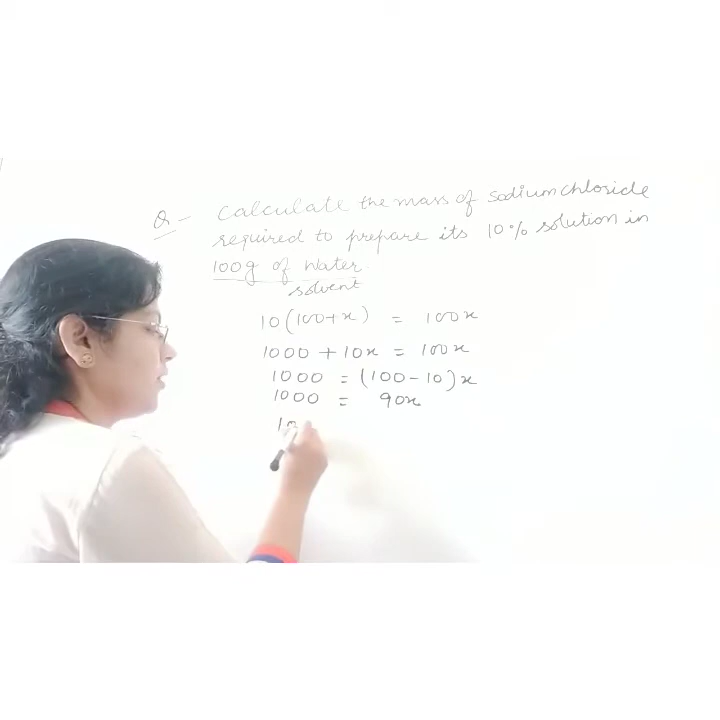 Q - Calculate the mass of sodium chloride
required to prepare its 10% solution in
100g of water
solvent
10(100+x) = 100x
1000 + 10x = 100x
1000 = (100-10)x
1000 = 90x
10